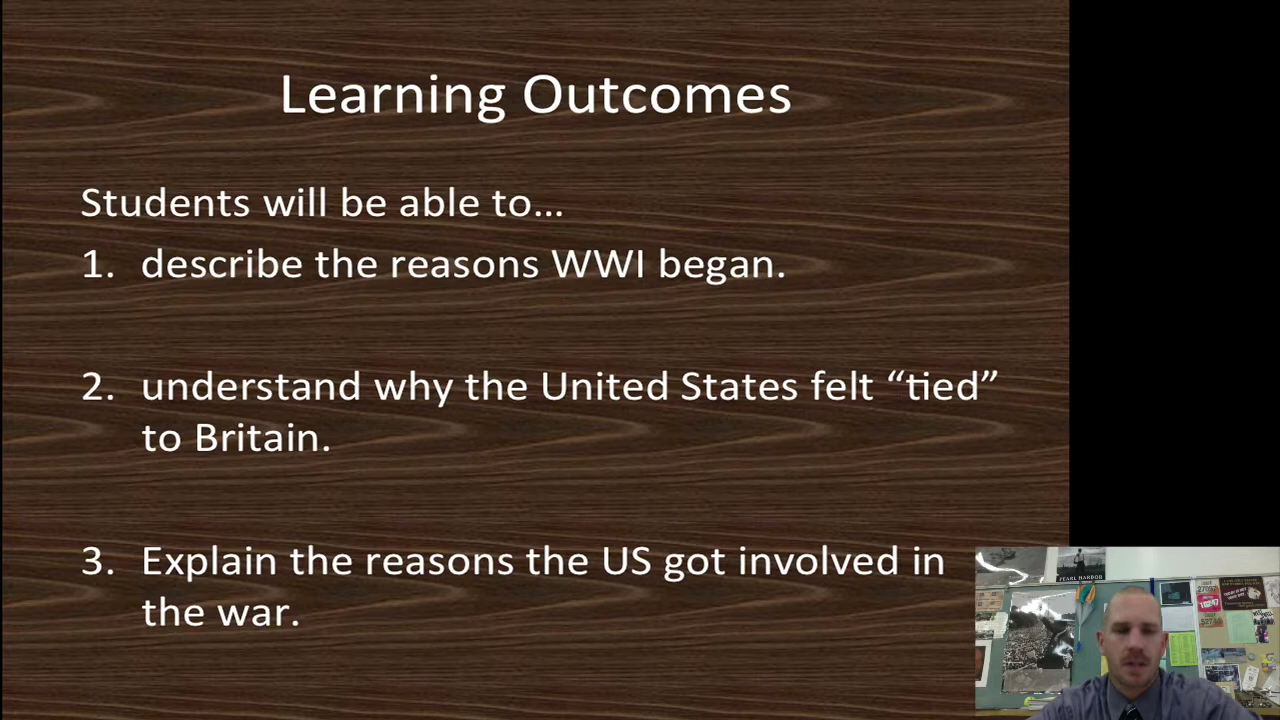 Learning Outcomes
Students will be able to...
1. describe the reasons WWI began.
2. understand why the United States felt “tied”
to Britain.
3. Explain the reasons the US got involved in
the war.
PEARL HARBOR